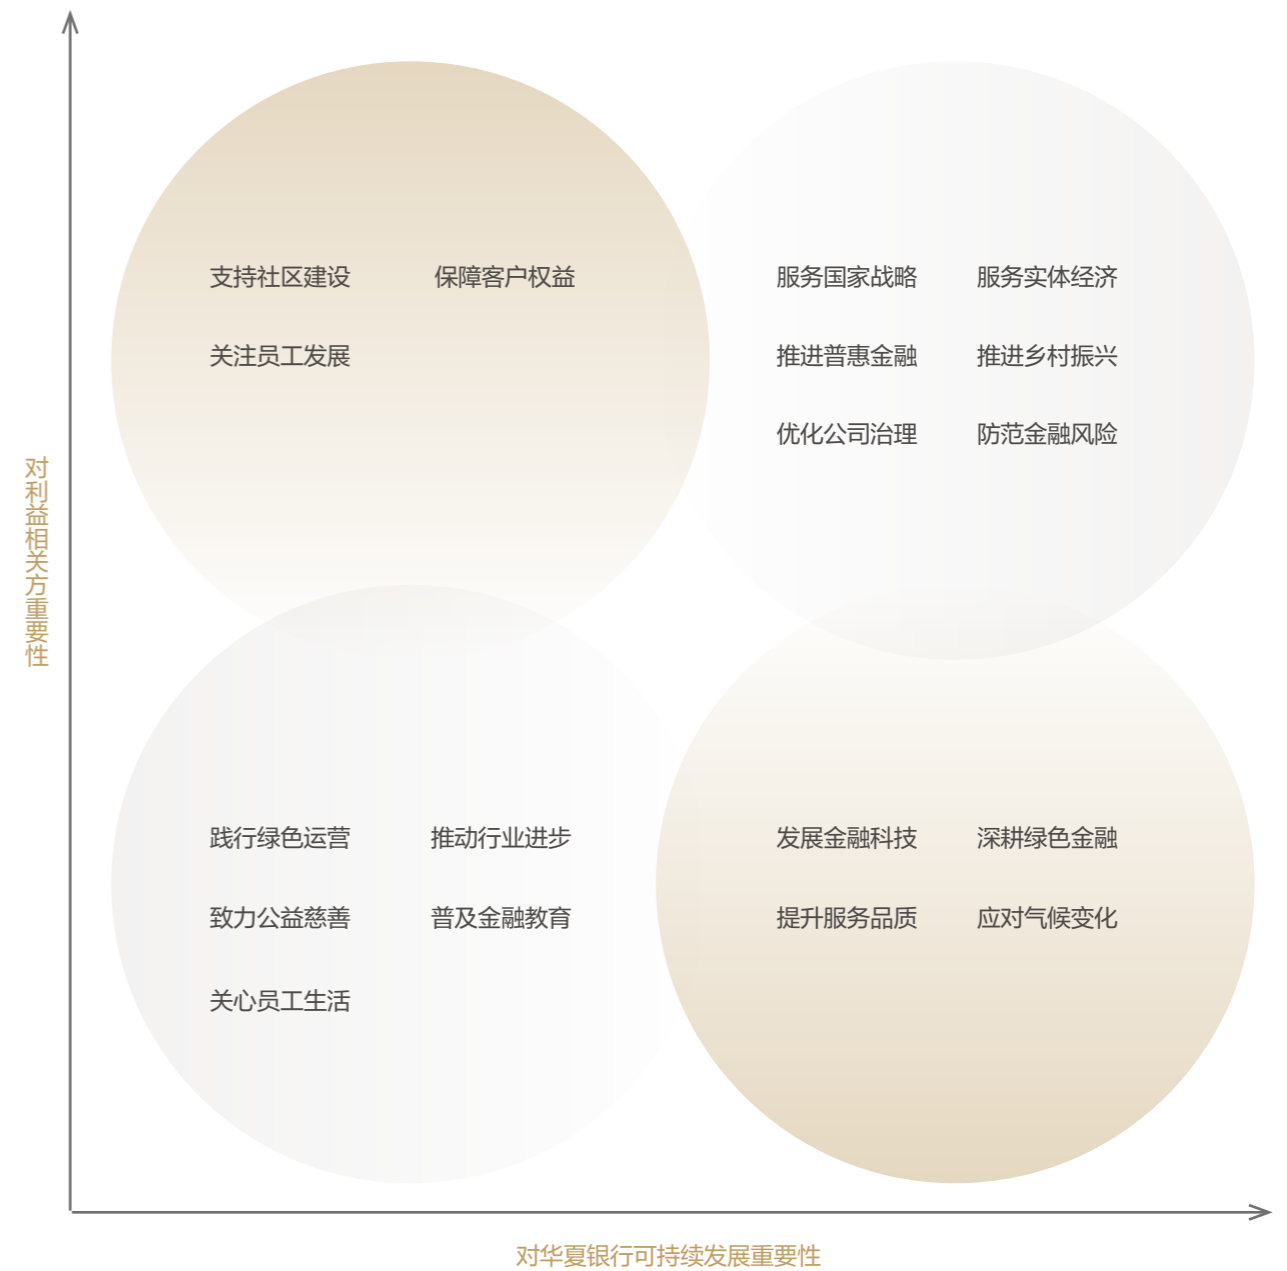 支持社区建设 保障客户权益
关注员工发展
服务国家战略 服务实体经济
推进普惠金融 推进乡村振兴
优化公司治理 防范金融风险
对利益相关方重要性
践行绿色运营 推动行业进步
致力公益慈善 普及金融教育
关心员工生活
发展金融科技 深耕绿色金融
提升服务品质 应对气候变化
对华夏银行可持续发展重要性